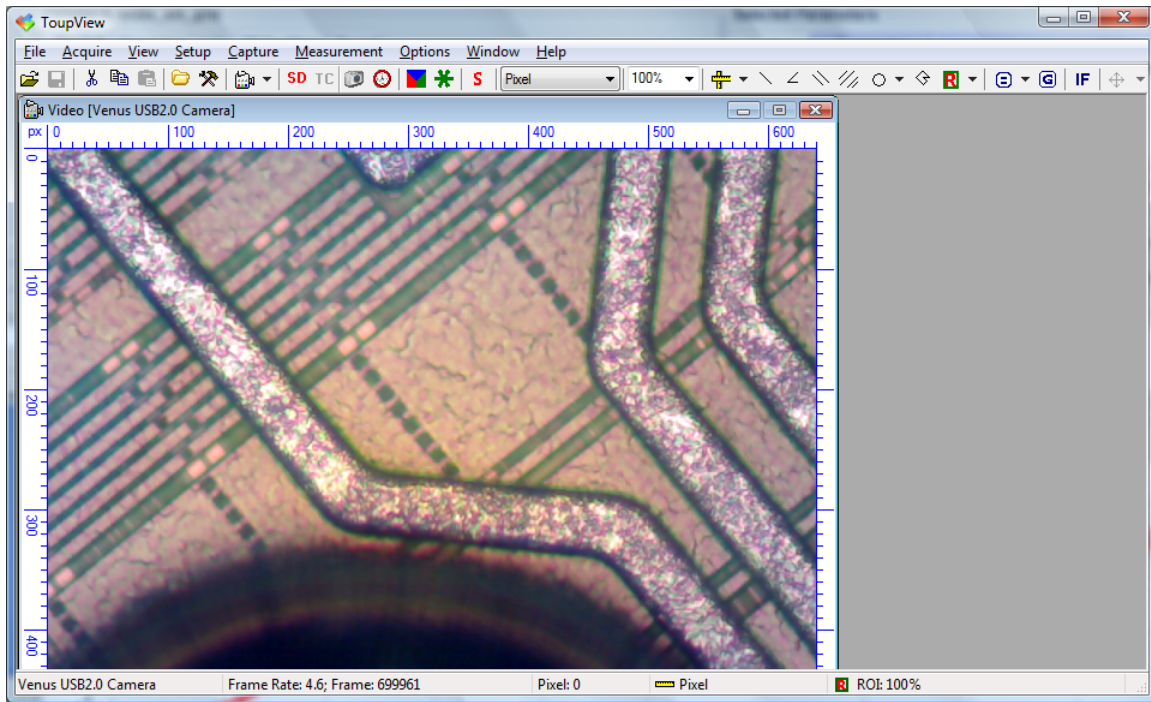 ToupView
File Acquire View Setup Capture Measurement Options Window Help
SD TC S Pixel 100% R G IF
Video [Venus USB2.0 Camera]
px 0 100 200 300 400 500 600
0
100
200
300
400
Venus USB2.0 Camera Frame Rate: 4.6; Frame: 699961 Pixel: 0 Pixel R ROI: 100%